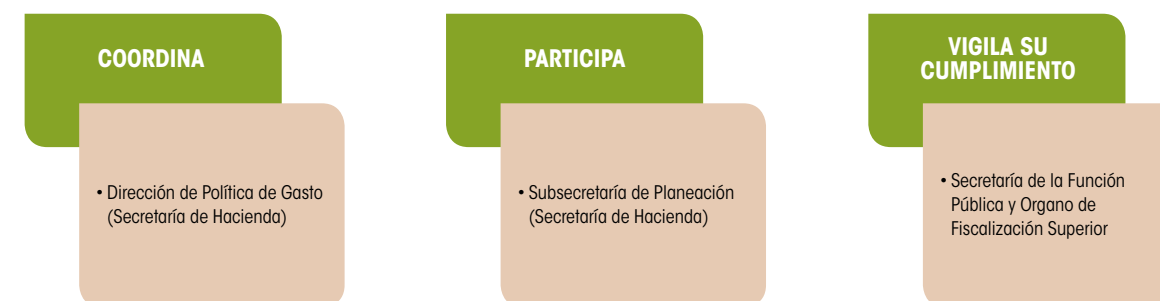 COORDINA
• Dirección de Política de Gasto
(Secretaría de Hacienda)
PARTICIPA
• Subsecretaría de Planeación
(Secretaría de Hacienda)
VIGILA SU
CUMPLIMIENTO
• Secretaría de la Función
Pública y Organo de
Fiscalización Superior